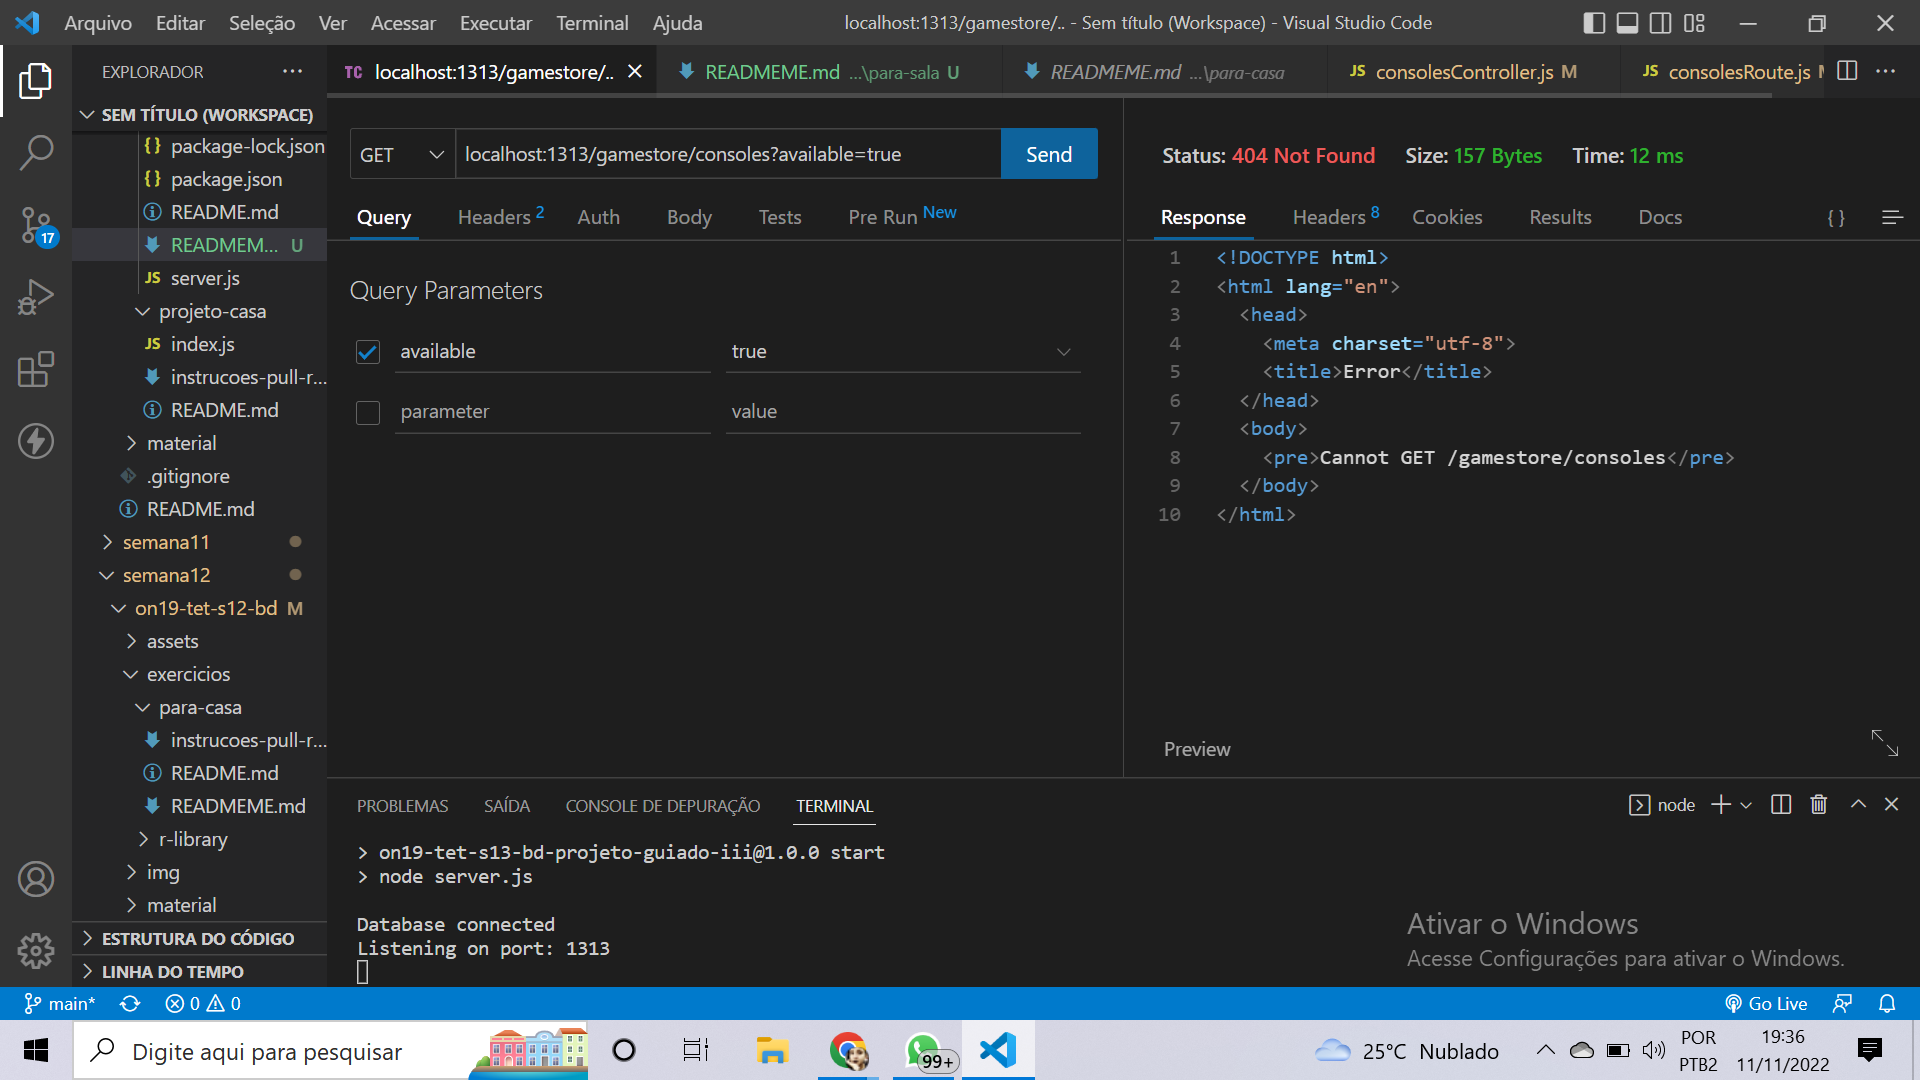 Arquivo Editar Seleção Ver Acessar Executar Terminal Ajuda
localhost:1313/gamestore/.. - Sem título (Workspace) - Visual Studio Code
EXPLORADOR
TC localhost:1313/gamestore/..
READMEME.md ...\para-sala U
READMEME.md ...\para-casa
JS consolesController.js M
JS consolesRoute.js
SEM TÍTULO (WORKSPACE)
{} package-lock.json
{} package.json
README.md
READMEM... U
JS server.js
projeto-casa
JS index.js
instrucoes-pull-r...
README.md
material
.gitignore
README.md
semana11
semana12
on19-tet-s12-bd M
assets
exercicios
para-casa
instrucoes-pull-r...
README.md
READMEME.md
r-library
img
material
ESTRUTURA DO CÓDIGO
LINHA DO TEMPO
17
GET
localhost:1313/gamestore/consoles?available=true
Send
Query Headers 2 Auth Body Tests Pre Run New
Query Parameters
available true
parameter value
Status: 404 Not Found Size: 157 Bytes Time: 12 ms
Response Headers 8 Cookies Results Docs { }
1 <!DOCTYPE html>
2 <html lang="en">
3 <head>
4 <meta charset="utf-8">
5 <title>Error</title>
6 </head>
7 <body>
8 <pre>Cannot GET /gamestore/consoles</pre>
9 </body>
10 </html>
Preview
PROBLEMAS SAÍDA CONSOLE DE DEPURAÇÃO TERMINAL
node
> on19-tet-s13-bd-projeto-guiado-iii@1.0.0 start
> node server.js
Database connected
Listening on port: 1313
Ativar o Windows
Acesse Configurações para ativar o Windows.
main* 0 0
Go Live
Digite aqui para pesquisar
99+
25°C Nublado
POR
PTB2
19:36
11/11/2022